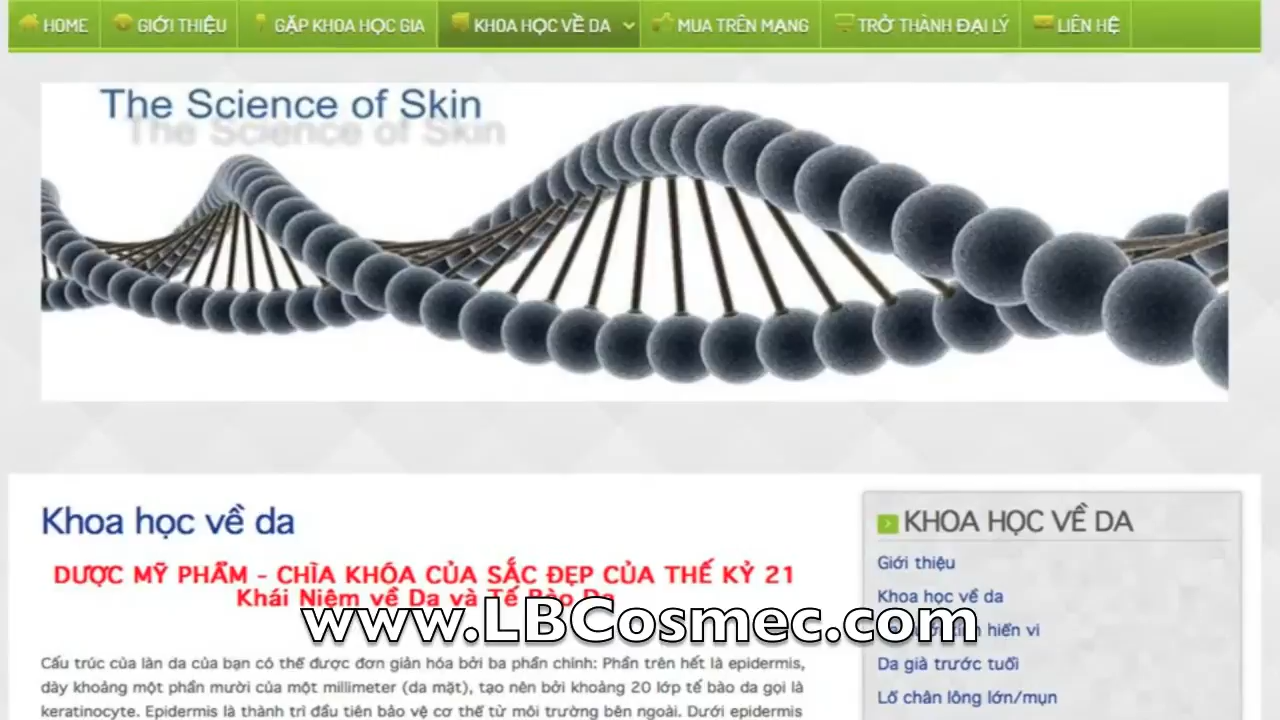 HOME GIỚI THIỆU GẶP KHOA HỌC GIA KHOA HỌC VỀ DA MUA TRÊN MẠNG TRỞ THÀNH ĐẠI LÝ LIÊN HỆ
The Science of Skin
Khoa học về da
DƯỢC MỸ PHẨM - CHÌA KHÓA CỦA SẮC ĐẸP CỦA THẾ KỶ 21
Khái Niệm về Da và Tế Bào Da
www.LBCosmec.com
Cấu trúc của làn da của bạn có thể được đơn giản hóa bởi ba phần chính: Phần trên hết là epidermis,
dày khoảng một phần mười của một millimeter (da mặt), tạo nên bởi khoảng 20 lớp tế bào da gọi là
keratinocyte. Epidermis là thành trì đầu tiên bảo vệ cơ thể từ môi trường bên ngoài. Dưới epidermis
KHOA HỌC VỀ DA
Giới thiệu
Khoa học về da
hiển vi
Da già trước tuổi
Lỗ chân lông lớn/mụn